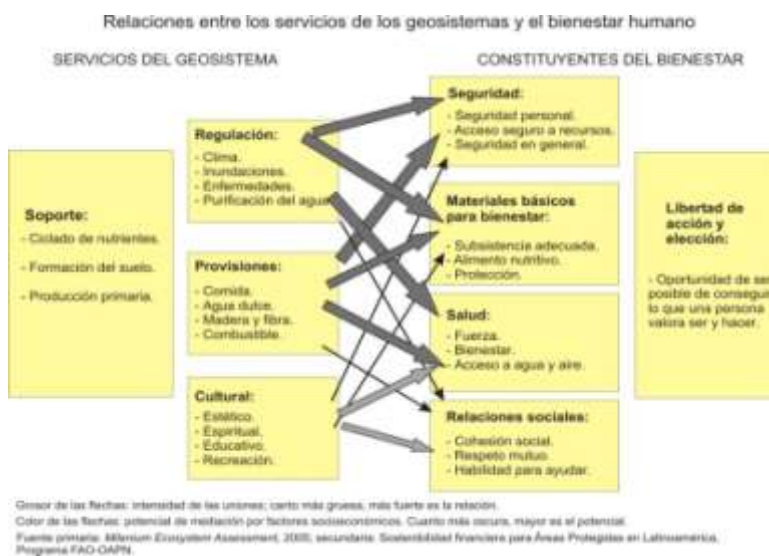 Relaciones entre los servicios de los geosistemas y el bienestar humano
SERVICIOS DEL GEOSISTEMA
CONSTITUYENTES DEL BIENESTAR
Soporte:
- Ciclado de nutrientes.
- Formación del suelo.
- Producción primaria.
Regulación:
- Clima.
- Inundaciones.
- Enfermedades.
- Purificación del agua
Provisiones:
- Comida.
- Agua dulce.
- Madera y fibra.
- Combustible.
Cultural:
- Estético.
- Espiritual.
- Educativo.
- Recreación.
Seguridad:
- Seguridad personal.
- Acceso seguro a recursos.
- Seguridad en general.
Materiales básicos
para bienestar:
- Subsistencia adecuada.
- Alimento nutritivo.
- Protección.
Salud:
- Fuerza.
- Bienestar.
- Acceso a agua y aire.
Relaciones sociales:
- Cohesión social.
- Respeto mutuo.
- Habilidad para ayudar.
Libertad de
acción y
elección:
- Oportunidad de ser
posible de conseguir
lo que una persona
valora ser y hacer.
Grosor de las flechas: intensidad de las uniones; canto más gruesa, más fuerte es la relación.
Color de las flechas: potencial de mediación por factores socioeconómicos. Cuanto más oscura, mayor es el potencial.
Fuente primaria: Milenium Ecosystem Assessment, 2005; secundaria: Sostenibilidad financiera para Áreas Protegidas en Latinoamérica,
Programa FAO-OAPN.